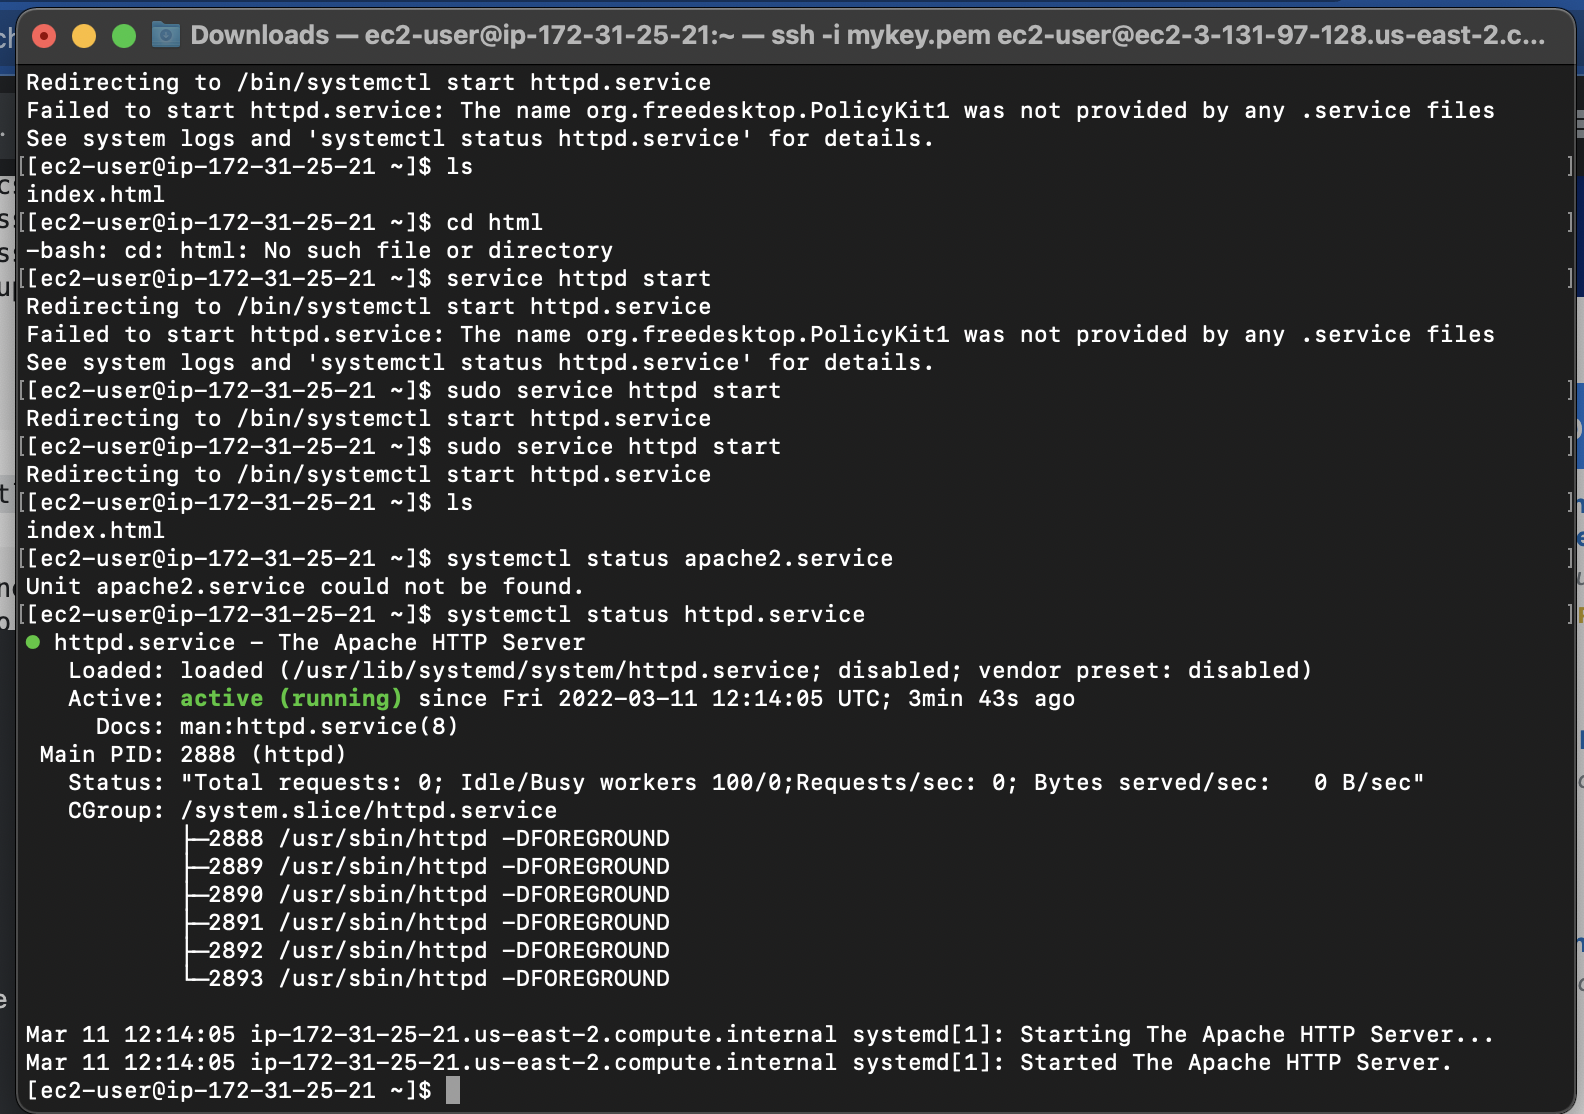 Downloads — ec2-user@ip-172-31-25-21:~ — ssh -i mykey.pem ec2-user@ec2-3-131-97-128.us-east-2.c...
Redirecting to /bin/systemctl start httpd.service
Failed to start httpd.service: The name org.freedesktop.PolicyKit1 was not provided by any .service files
See system logs and 'systemctl status httpd.service' for details.
[[ec2-user@ip-172-31-25-21 ~]$ ls ]
index.html
[[ec2-user@ip-172-31-25-21 ~]$ cd html ]
-bash: cd: html: No such file or directory
[[ec2-user@ip-172-31-25-21 ~]$ service httpd start ]
Redirecting to /bin/systemctl start httpd.service
Failed to start httpd.service: The name org.freedesktop.PolicyKit1 was not provided by any .service files
See system logs and 'systemctl status httpd.service' for details.
[[ec2-user@ip-172-31-25-21 ~]$ sudo service httpd start ]
Redirecting to /bin/systemctl start httpd.service
[[ec2-user@ip-172-31-25-21 ~]$ sudo service httpd start ]
Redirecting to /bin/systemctl start httpd.service
[[ec2-user@ip-172-31-25-21 ~]$ ls ]
index.html
[[ec2-user@ip-172-31-25-21 ~]$ systemctl status apache2.service ]
Unit apache2.service could not be found.
[[ec2-user@ip-172-31-25-21 ~]$ systemctl status httpd.service ]
● httpd.service - The Apache HTTP Server
Loaded: loaded (/usr/lib/systemd/system/httpd.service; disabled; vendor preset: disabled)
Active: active (running) since Fri 2022-03-11 12:14:05 UTC; 3min 43s ago
Docs: man:httpd.service(8)
Main PID: 2888 (httpd)
Status: "Total requests: 0; Idle/Busy workers 100/0;Requests/sec: 0; Bytes served/sec:   0 B/sec"
CGroup: /system.slice/httpd.service
├─2888 /usr/sbin/httpd -DFOREGROUND
├─2889 /usr/sbin/httpd -DFOREGROUND
├─2890 /usr/sbin/httpd -DFOREGROUND
├─2891 /usr/sbin/httpd -DFOREGROUND
├─2892 /usr/sbin/httpd -DFOREGROUND
└─2893 /usr/sbin/httpd -DFOREGROUND
Mar 11 12:14:05 ip-172-31-25-21.us-east-2.compute.internal systemd[1]: Starting The Apache HTTP Server...
Mar 11 12:14:05 ip-172-31-25-21.us-east-2.compute.internal systemd[1]: Started The Apache HTTP Server.
[ec2-user@ip-172-31-25-21 ~]$